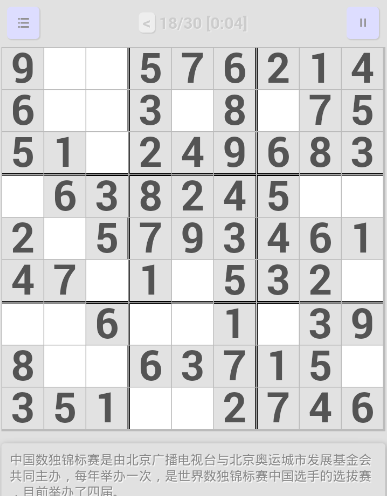 < 18/30 [0:04]
9 5 7 6 2 1 4
6 3 8 7 5
5 1 2 4 9 6 8 3
6 3 8 2 4 5
2 5 7 9 3 4 6 1
4 7 1 5 3 2
6 1 3 9
8 6 3 7 1 5
3 5 1 2 7 4 6
中国数独锦标赛是由北京广播电视台与北京奥运城市发展基金会
共同主办，每年举办一次，是世界数独锦标赛中国选手的选拔赛
，目前举办了四届。